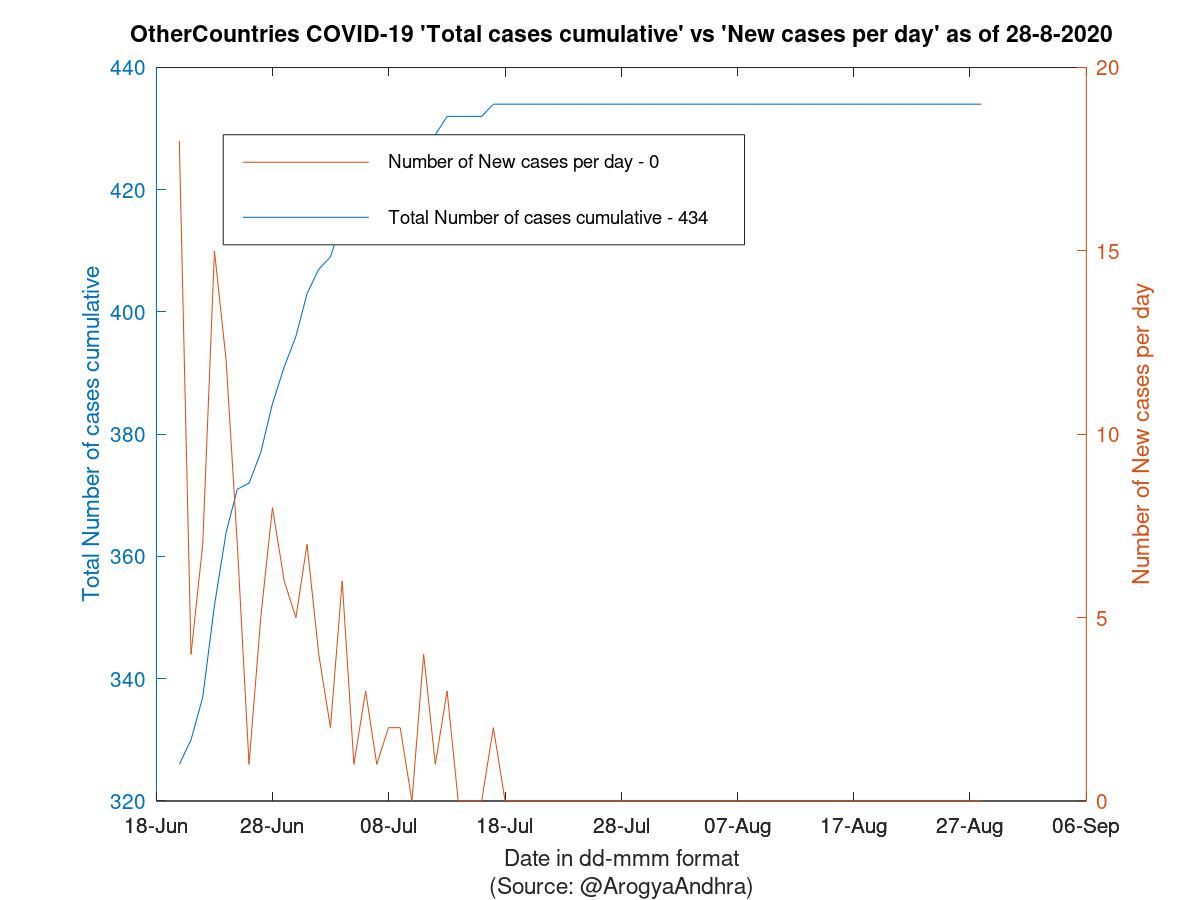 OtherCountries COVID-19 'Total cases cumulative' vs 'New cases per day' as of 28-8-2020
440
420
400
380
360
340
320
Total Number of cases cumulative
Number of New cases per day - 0
Total Number of cases cumulative - 434
20
15
10
5
0
Number of New cases per day
18-Jun 28-Jun 08-Jul 18-Jul 28-Jul 07-Aug 17-Aug 27-Aug 06-Sep
Date in dd-mmm format
(Source: @ArogyaAndhra)